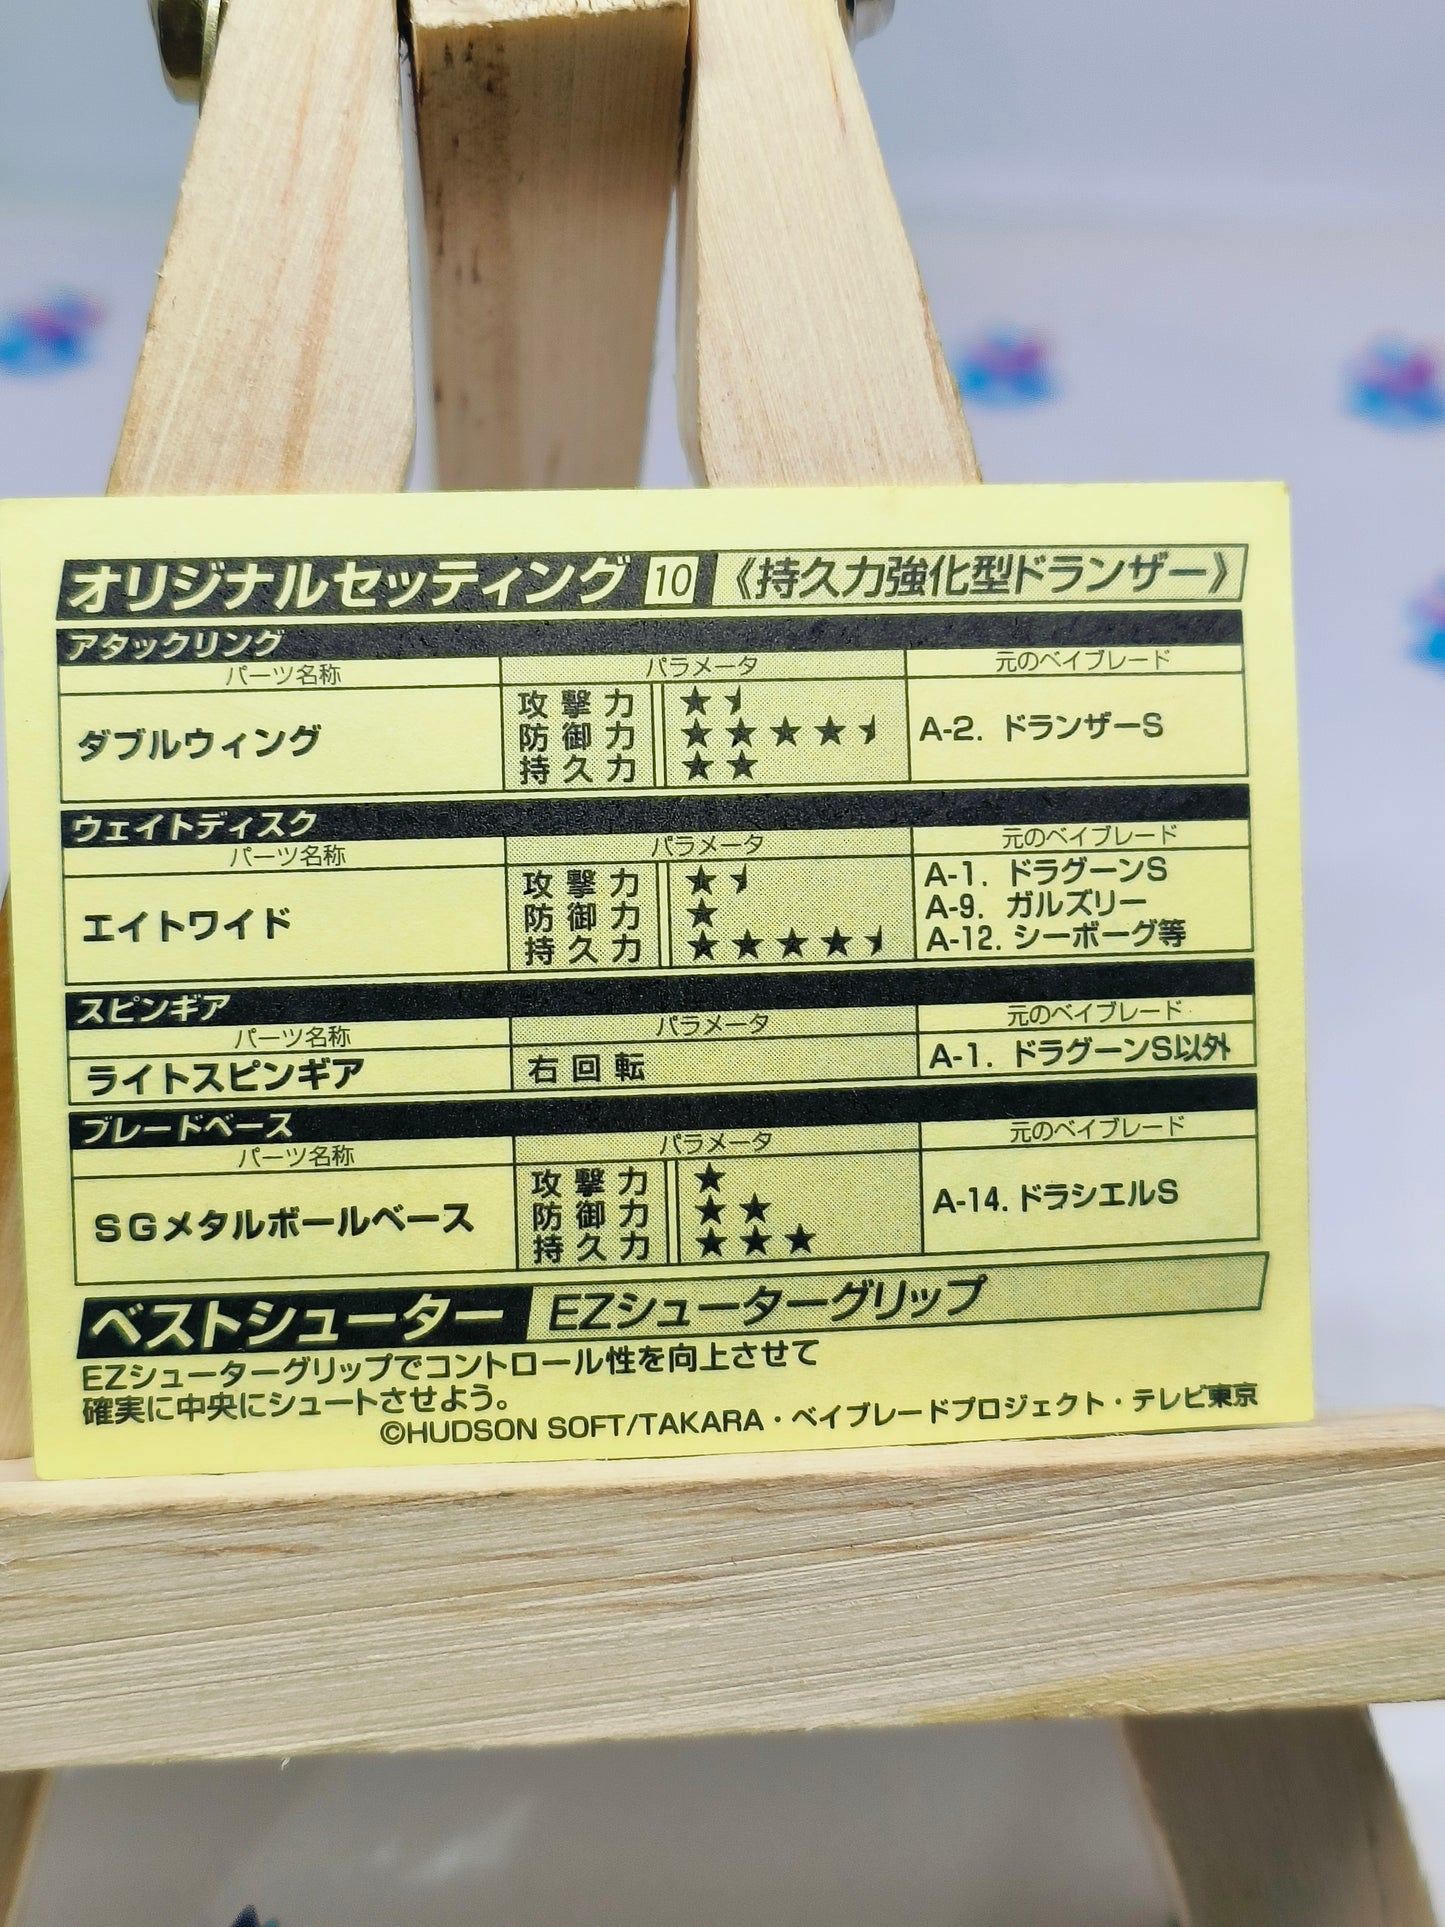 オリジナルセッティング 10 《持久力強化型ドランザー》
アタックリング
パーツ名称 パラメータ 元のベイブレード
ダブルウィング
攻撃力 ★⯨
防御力 ★★★★⯨
持久力 ★★
A-2. ドランザーS
ウェイトディスク
パーツ名称 パラメータ 元のベイブレード
エイトワイド
攻撃力 ★⯨
防御力 ★
持久力 ★★★★⯨
A-1. ドラグーンS
A-9. ガルズリー
A-12. シーボーグ等
スピンギア
パーツ名称 パラメータ 元のベイブレード
ライトスピンギア 右回転 A-1. ドラグーンS以外
ブレードベース
パーツ名称 パラメータ 元のベイブレード
SGメタルボールベース
攻撃力 ★
防御力 ★★
持久力 ★★★
A-14. ドラシエルS
ベストシューター EZシューターグリップ
EZシューターグリップでコントロール性を向上させて
確実に中央にシュートさせよう。
©HUDSON SOFT/TAKARA・ベイブレードプロジェクト・テレビ東京